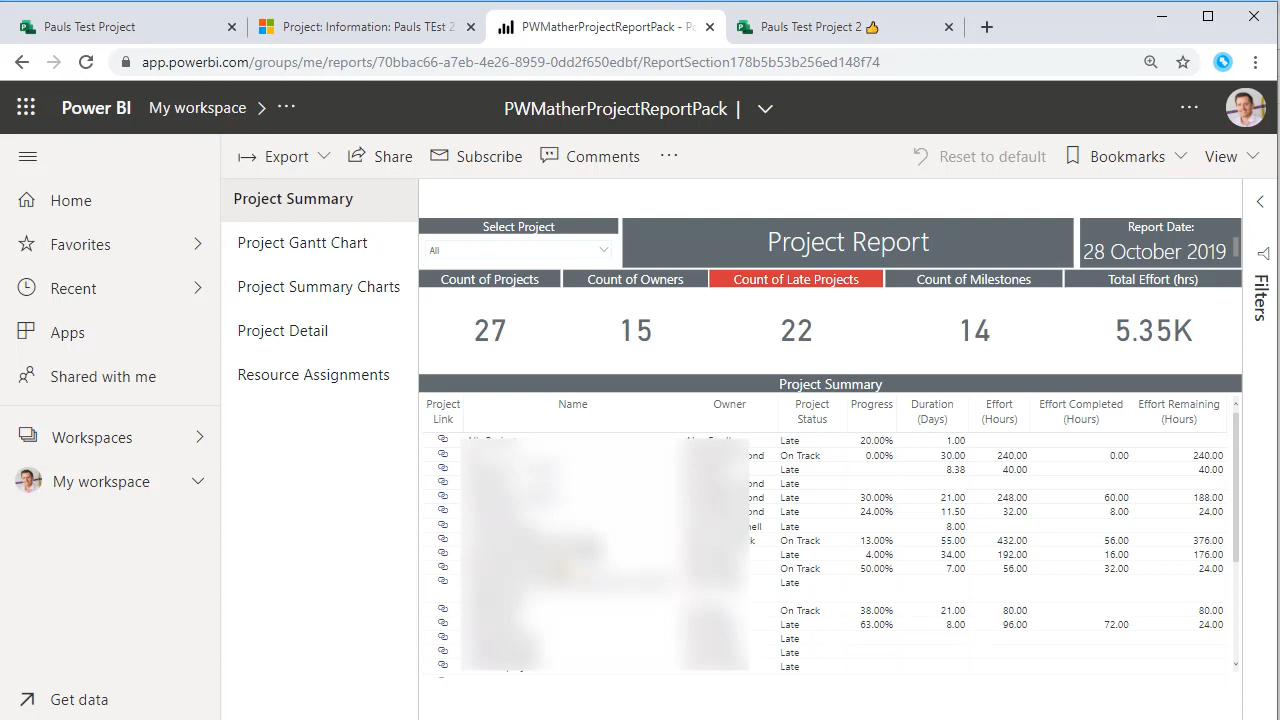 Pauls Test Project
Project: Information: Pauls TEst 2
PWMatherProjectReportPack - Po
Pauls Test Project 2 👍
app.powerbi.com/groups/me/reports/70bbac66-a7eb-4e26-8959-0dd2f650edbf/ReportSection178b5b53b256ed148f74
Power BI My workspace > ···
PWMatherProjectReportPack |
Export Share Subscribe Comments ··· Reset to default Bookmarks View
Home
Favorites
Recent
Apps
Shared with me
Workspaces
My workspace
Get data
Project Summary
Project Gantt Chart
Project Summary Charts
Project Detail
Resource Assignments
Select Project
All
Project Report
Report Date:
28 October 2019
Filters
Count of Projects Count of Owners Count of Late Projects Count of Milestones Total Effort (hrs)
27 15 22 14 5.35K
Project Summary
Project Link Name Owner Project Status Progress Duration (Days) Effort (Hours) Effort Completed (Hours) Effort Remaining (Hours)
Late 20.00% 1.00
ond On Track 0.00% 30.00 240.00 0.00 240.00
Late 8.38 40.00 40.00
ond Late
ond Late 30.00% 21.00 248.00 60.00 188.00
ond Late 24.00% 11.50 32.00 8.00 24.00
ell Late 8.00
k On Track 13.00% 55.00 432.00 56.00 376.00
Late 4.00% 34.00 192.00 16.00 176.00
On Track 50.00% 7.00 56.00 32.00 24.00
Late
On Track 38.00% 21.00 80.00 80.00
Late 63.00% 8.00 96.00 72.00 24.00
Late
Late
Late